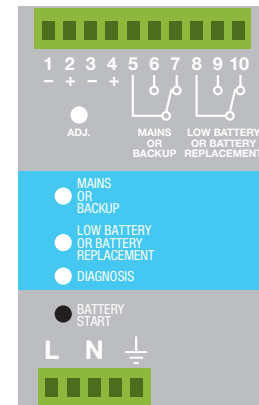 1 2 3 4 5 6 7 8 9 10
− + − +
ADJ.
MAINS
OR
BACKUP
LOW BATTERY
OR BATTERY
REPLACEMENT
MAINS
OR
BACKUP
LOW BATTERY
OR BATTERY
REPLACEMENT
DIAGNOSIS
BATTERY
START
L N